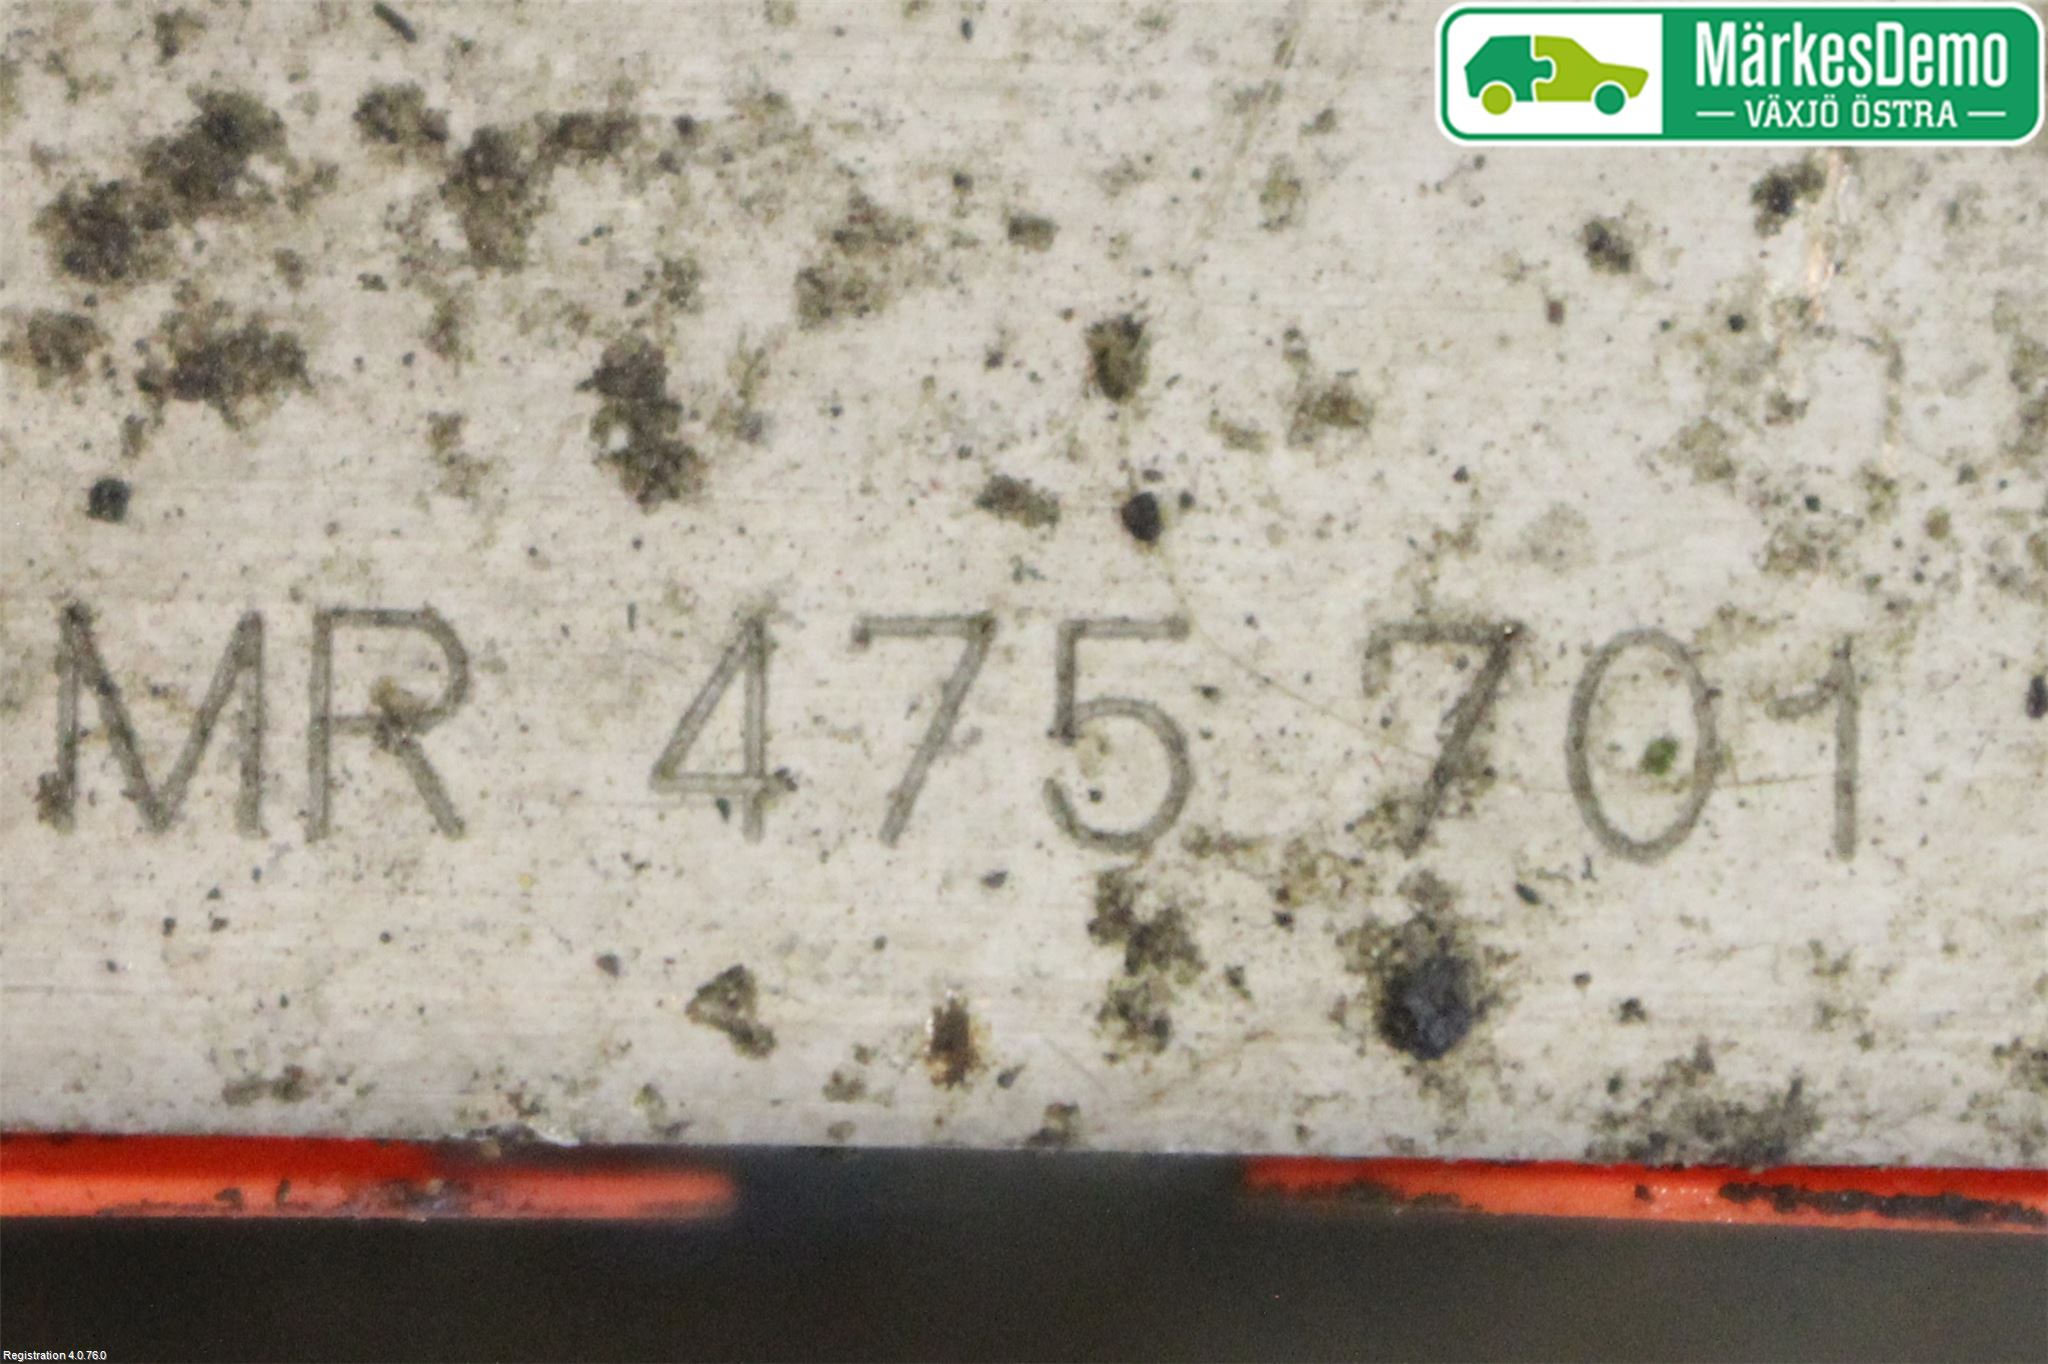 MärkesDemo
VÄXJÖ ÖSTRA
MR 475 701
Registration 4.0.76.0